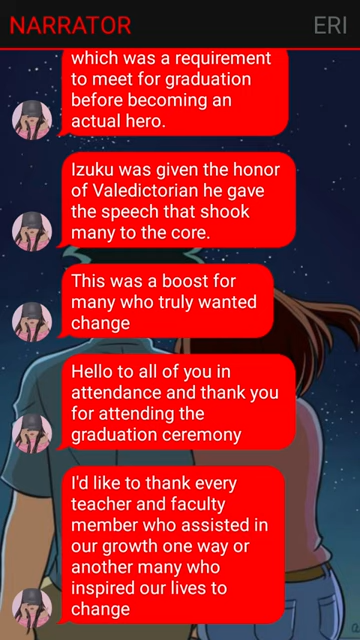 NARRATOR ERI
which was a requirement
to meet for graduation
before becoming an
actual hero.
Izuku was given the honor
of Valedictorian he gave
the speech that shook
many to the core.
This was a boost for
many who truly wanted
change
Hello to all of you in
attendance and thank you
for attending the
graduation ceremony
I'd like to thank every
teacher and faculty
member who assisted in
our growth one way or
another many who
inspired our lives to
change